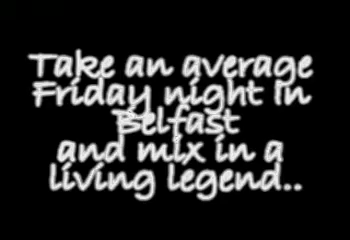 Take an average
Friday night in
Belfast
and mix in a
living legend..